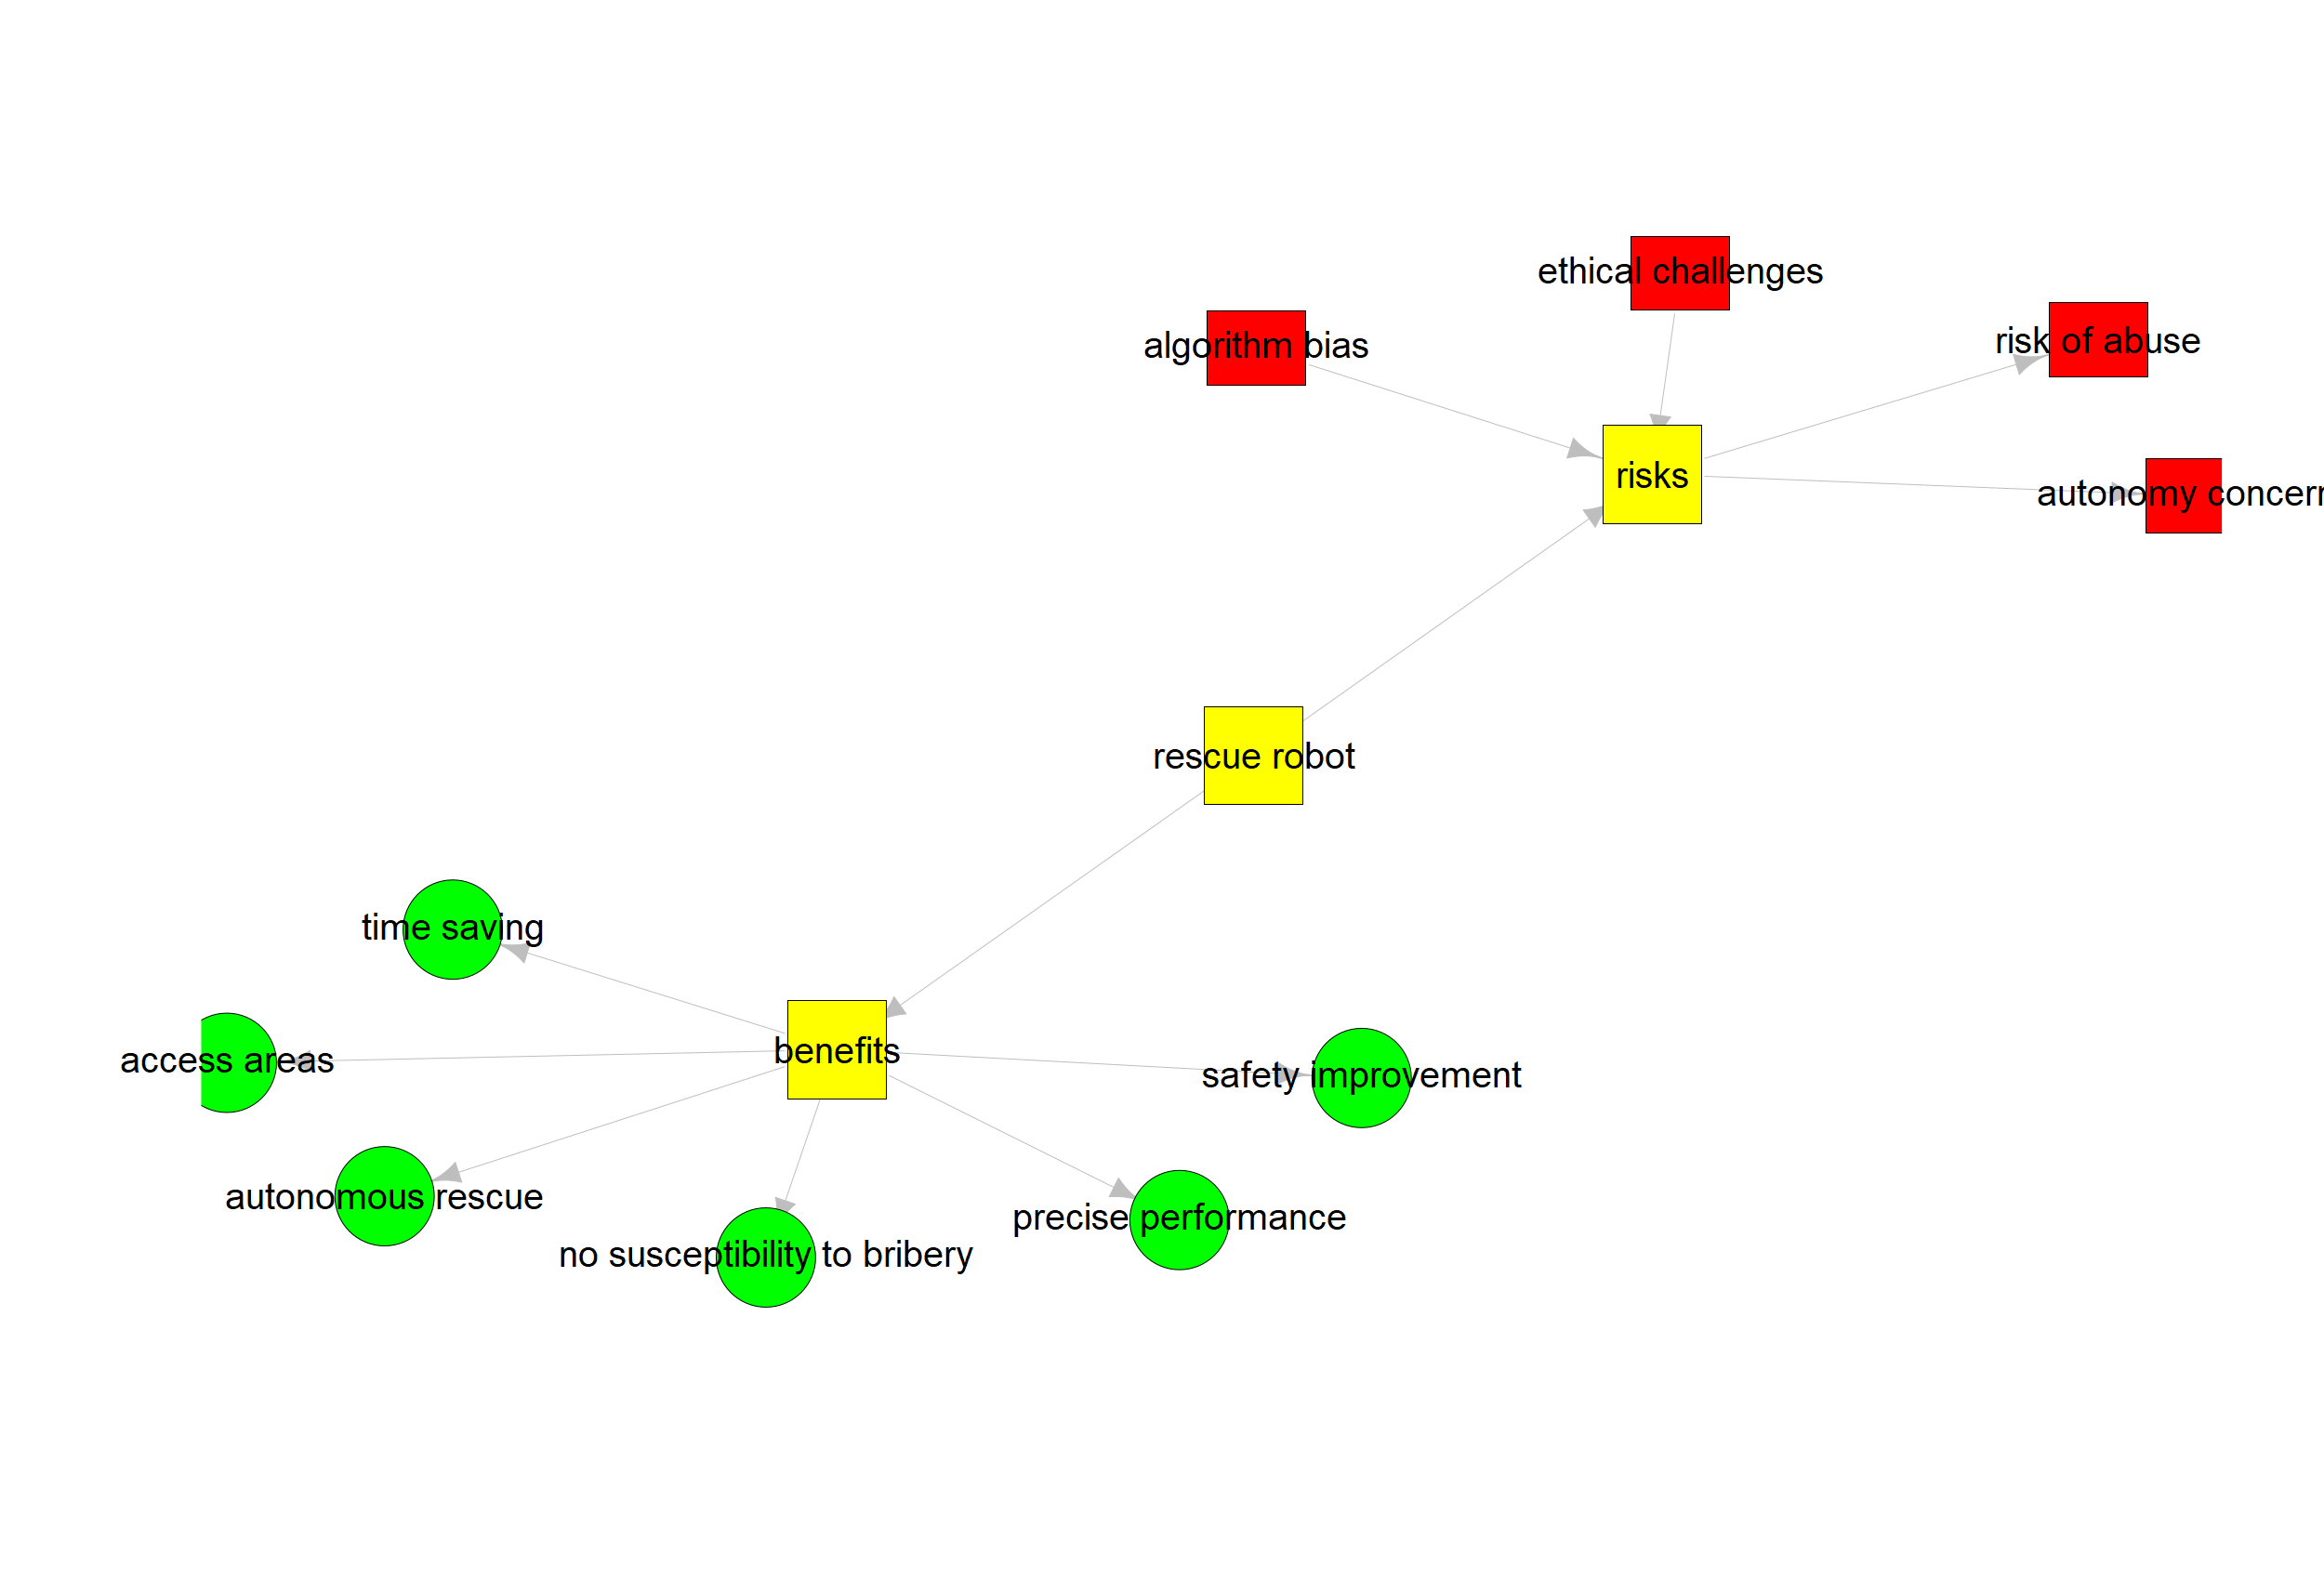 ethical challenges
algorithm bias
risk of abuse
risks
autonomy concer
rescue robot
time saving
benefits
access areas
safety improvement
autonomous rescue
precise performance
no susceptibility to bribery